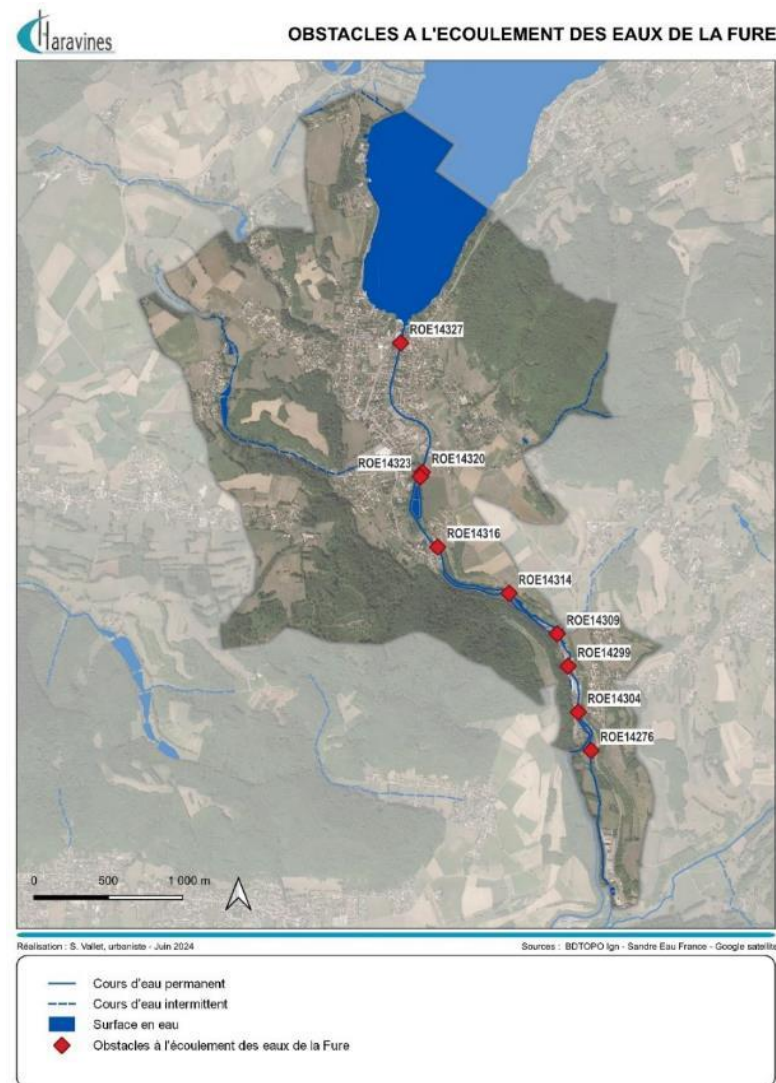 Charavines
OBSTACLES A L'ECOULEMENT DES EAUX DE LA FURE
ROE14327
ROE14320
ROE14323
ROE14316
ROE14314
ROE14309
ROE14299
ROE14304
ROE14276
0 500 1 000 m
Réalisation : S. Vallet, urbaniste - Juin 2024
Sources : BDTOPO Ign - Sandre Eau France - Google satellite
Cours d'eau permanent
Cours d'eau intermittent
Surface en eau
Obstacles à l'écoulement des eaux de la Fure